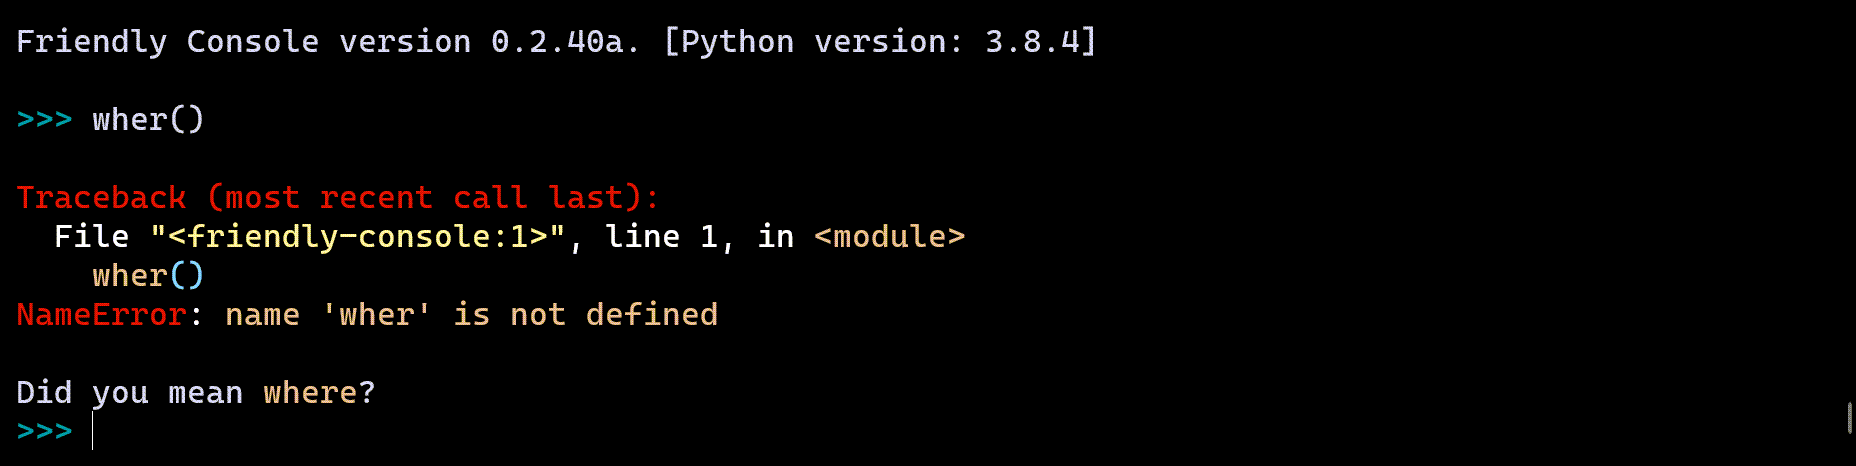 Friendly Console version 0.2.40a. [Python version: 3.8.4]
>>> wher()
Traceback (most recent call last):
  File "<friendly-console:1>", line 1, in <module>
    wher()
NameError: name 'wher' is not defined
Did you mean where?
>>>